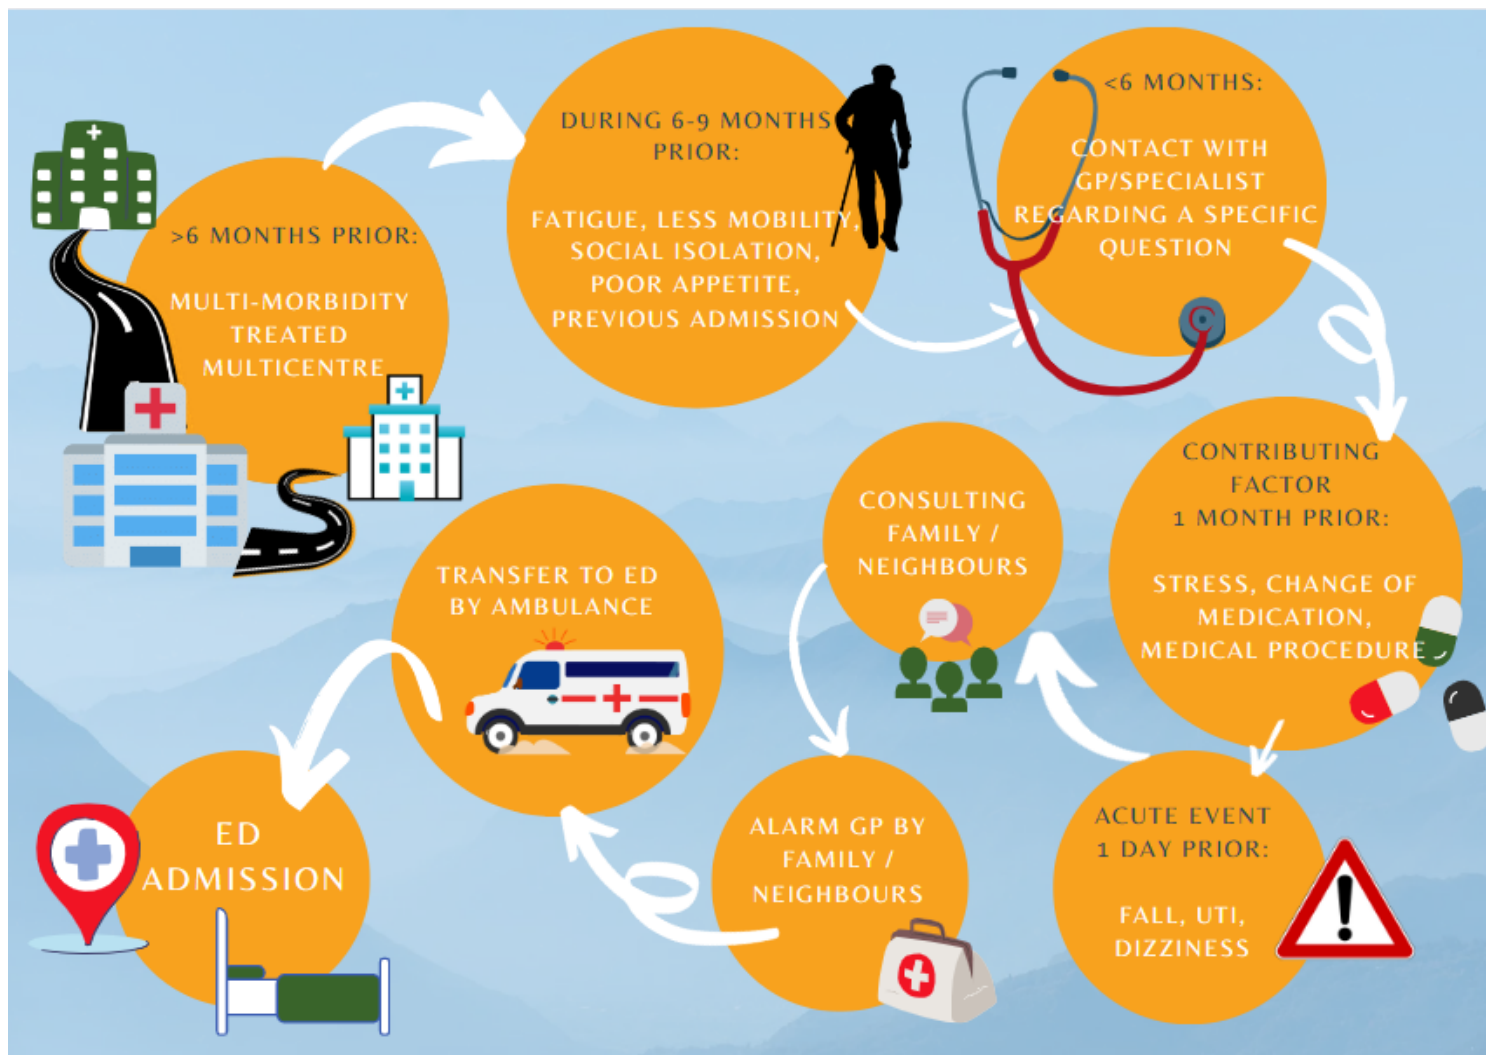 >6 MONTHS PRIOR:
MULTI-MORBIDITY
TREATED
MULTICENTRE
DURING 6-9 MONTHS
PRIOR:
FATIGUE, LESS MOBILITY,
SOCIAL ISOLATION,
POOR APPETITE,
PREVIOUS ADMISSION
<6 MONTHS:
CONTACT WITH
GP/SPECIALIST
REGARDING A SPECIFIC
QUESTION
CONTRIBUTING
FACTOR
1 MONTH PRIOR:
STRESS, CHANGE OF
MEDICATION,
MEDICAL PROCEDURE
ACUTE EVENT
1 DAY PRIOR:
FALL, UTI,
DIZZINESS
CONSULTING
FAMILY /
NEIGHBOURS
ALARM GP BY
FAMILY /
NEIGHBOURS
TRANSFER TO ED
BY AMBULANCE
ED
ADMISSION